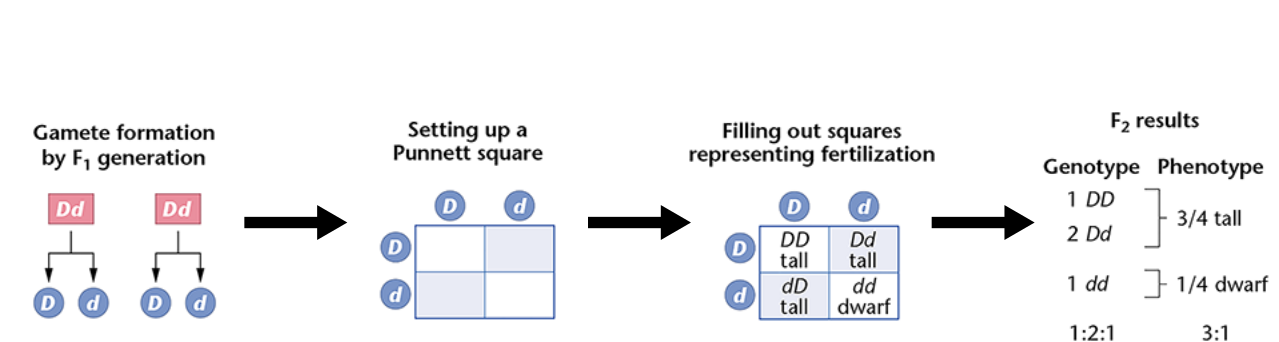 Gamete formation
by F₁ generation
Dd
Dd
D
d
D
d
Setting up a
Punnett square
D
d
D
d
Filling out squares
representing fertilization
D
d
D
DD
tall
Dd
tall
d
dD
tall
dd
dwarf
F₂ results
Genotype Phenotype
1 DD
2 Dd
3/4 tall
1 dd
1/4 dwarf
1:2:1
3:1